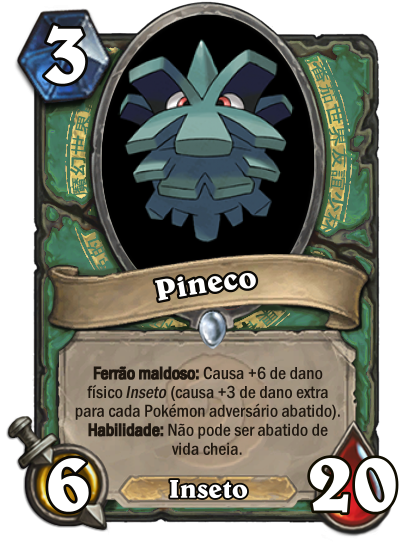 3
Pineco
Ferrão maldoso: Causa +6 de dano
físico Inseto (causa +3 de dano extra
para cada Pokémon adversário abatido).
Habilidade: Não pode ser abatido de
vida cheia.
6
Inseto
20